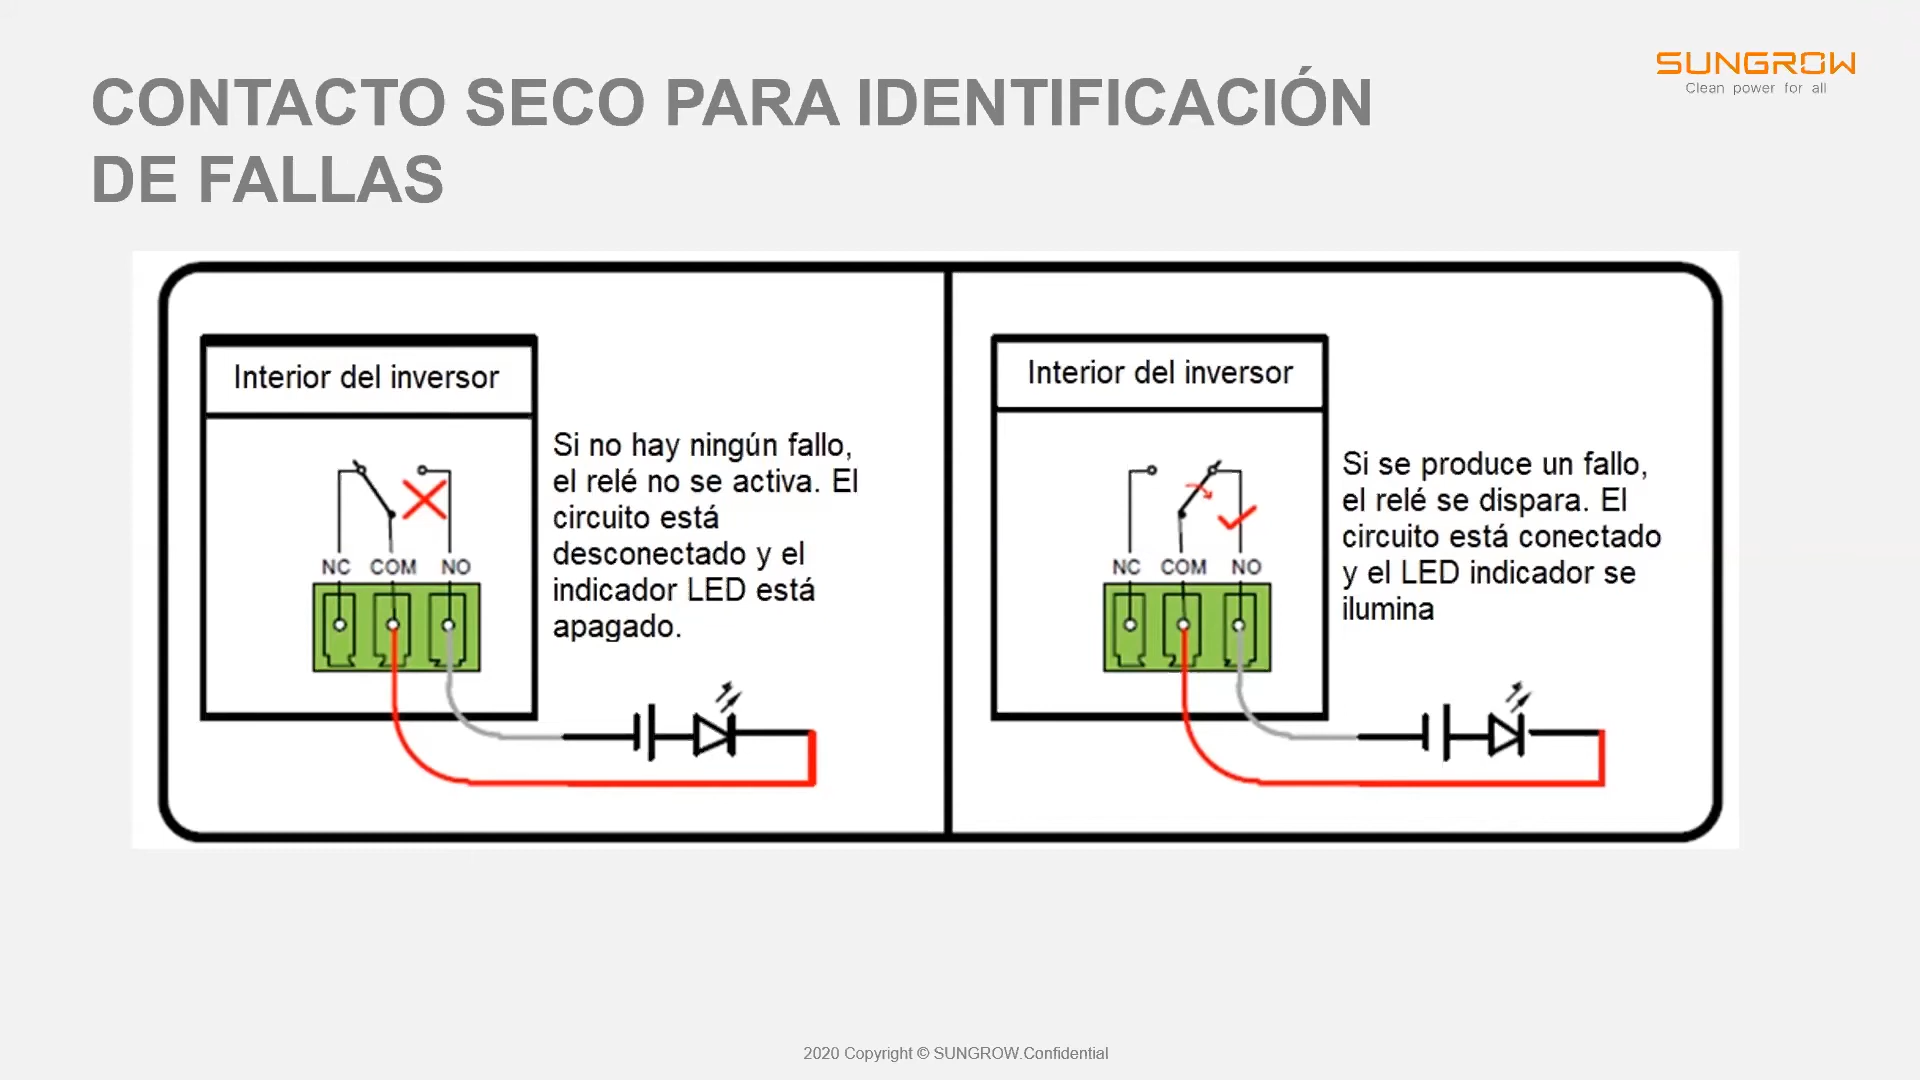 SUNGROW
Clean power for all
CONTACTO SECO PARA IDENTIFICACIÓN
DE FALLAS
Interior del inversor
Si no hay ningún fallo,
el relé no se activa. El
circuito está
desconectado y el
indicador LED está
apagado.
NC COM NO
Interior del inversor
Si se produce un fallo,
el relé se dispara. El
circuito está conectado
y el LED indicador se
ilumina
NC COM NO
2020 Copyright © SUNGROW.Confidential